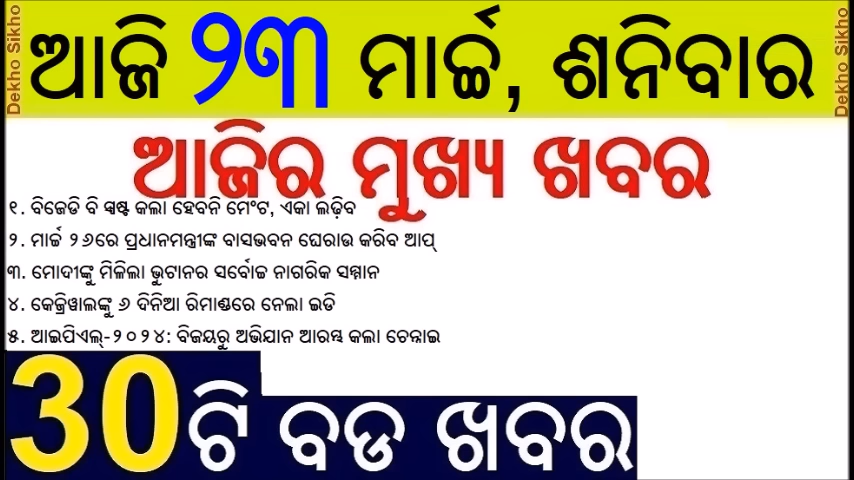 Dekho Sikho
ଆଜି ୨୩ ମାର୍ଚ୍ଚ, ଶନିବାର
Dekho Sikho
ଆଜିର ମୁଖ୍ୟ ଖବର
୧. ବିଜେଡି ବି ସ୍ପଷ୍ଟ କଲା ହେବନି ମେଂଟ, ଏକା ଲଢ଼ିବ
୨. ମାର୍ଚ୍ଚ ୨୬ରେ ପ୍ରଧାନମନ୍ତ୍ରୀଙ୍କ ବାସଭବନ ଘେରାଉ କରିବ ଆପ୍
୩. ମୋଦୀଙ୍କୁ ମିଳିଲା ଭୁଟାନର ସର୍ବୋଚ୍ଚ ନାଗରିକ ସମ୍ମାନ
୪. କେଜ୍ରିୱାଲଙ୍କୁ ୬ ଦିନିଆ ରିମାଣ୍ଡରେ ନେଲା ଇଡି
୫. ଆଇପିଏଲ୍-୨୦୨୪: ବିଜୟରୁ ଅଭିଯାନ ଆରମ୍ଭ କଲା ଚେନ୍ନାଇ
30ଟି ବଡ ଖବର